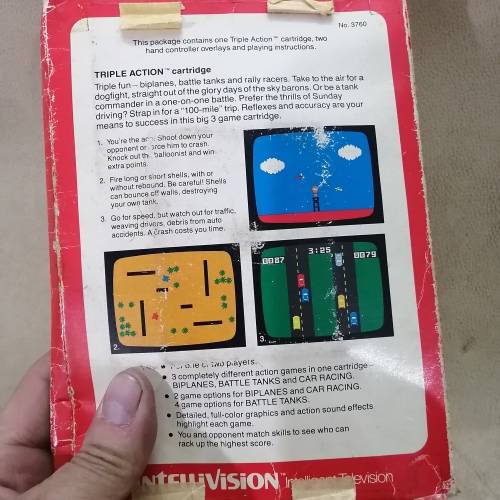 No. 3760
This package contains one Triple Action™ cartridge, two
hand controller overlays and playing instructions.
TRIPLE ACTION™ cartridge
Triple fun – biplanes, battle tanks and rally racers. Take to the air for a
dogfight, straight out of the glory days of the sky barons. Or be a tank
commander in a one-on-one battle. Prefer the thrills of Sunday
driving? Strap in for a "100-mile" trip. Reflexes and accuracy are your
means to success in this big 3 game cartridge.
1. You're the Shoot down your
opponent or force him to crash.
Knock out the balloonist and win
extra points.
2. Fire long or short shells, with or
without rebound. Be careful! Shells
can bounce off walls, destroying
your own tank.
3. Go for speed, but watch out for traffic,
weaving drivers, debris from auto
accidents. A crash costs you time.
2.
0087 3:25 0079
3.
• two players.
• 3 completely different action games in one cartridge–
BIPLANES, BATTLE TANKS and CAR RACING.
• 2 game options for BIPLANES and CAR RACING.
4 game options for BATTLE TANKS.
• Detailed, full-color graphics and action sound effects
highlight each game.
• You and opponent match skills to see who can
rack up the highest score.
INTELLIVISION™ Intelligent Television